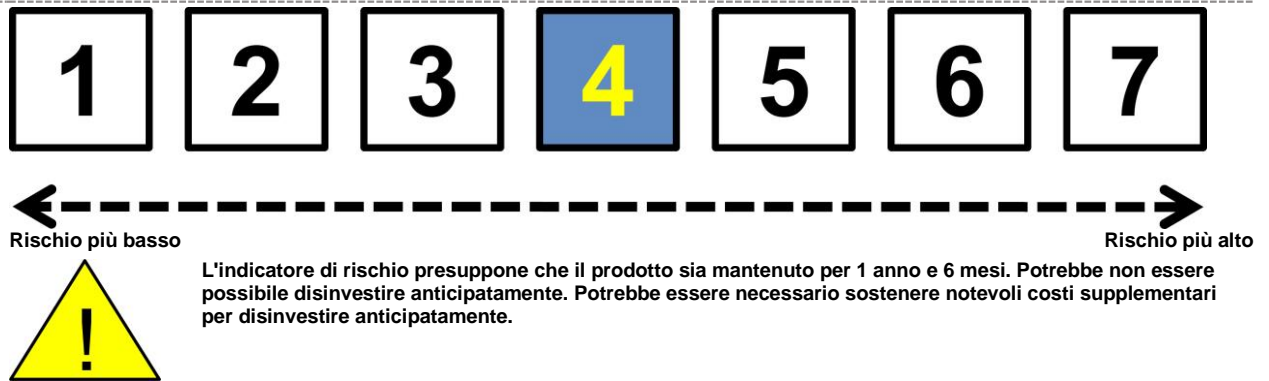 1 2 3 4 5 6 7
Rischio più basso Rischio più alto
L'indicatore di rischio presuppone che il prodotto sia mantenuto per 1 anno e 6 mesi. Potrebbe non essere
possibile disinvestire anticipatamente. Potrebbe essere necessario sostenere notevoli costi supplementari
per disinvestire anticipatamente.
!